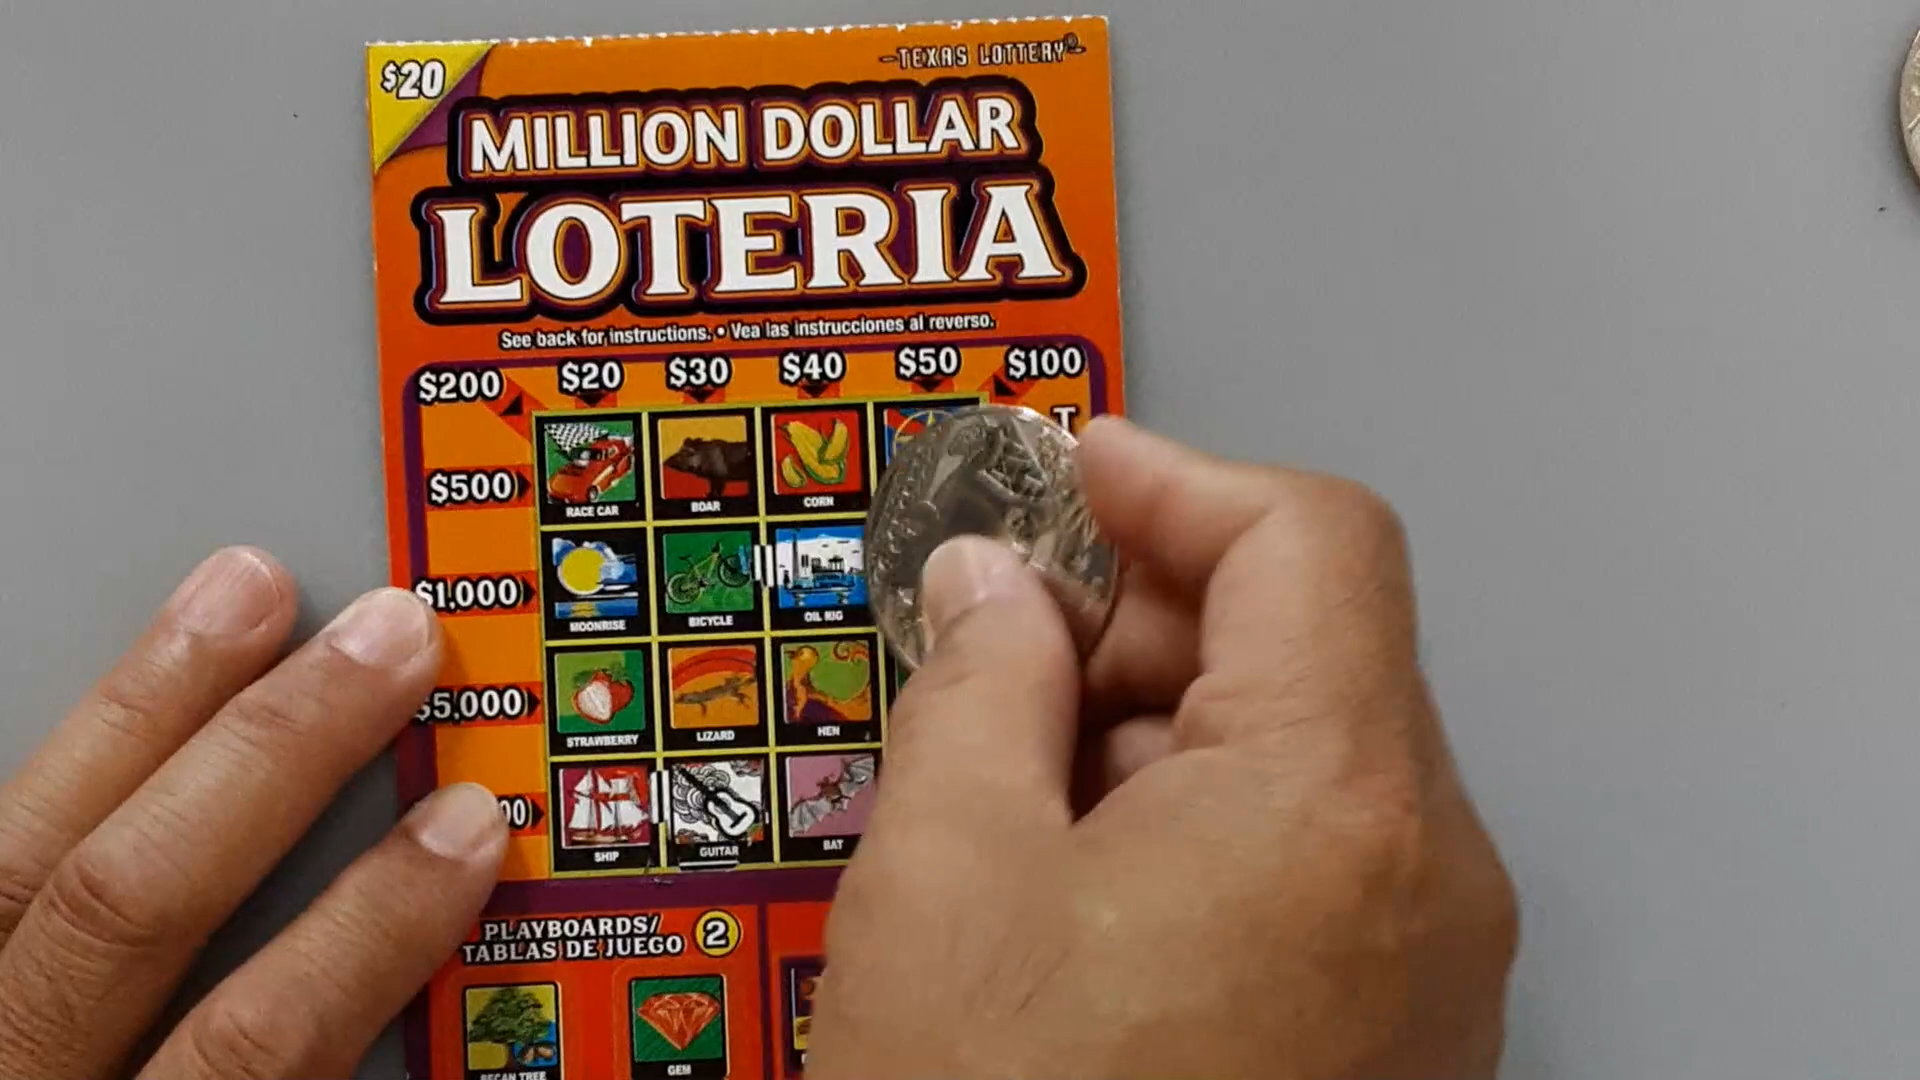 $20
-TEXAS LOTTERY®-
MILLION DOLLAR
LOTERIA
See back for instructions. • Vea las instrucciones al reverso.
$200 $20 $30 $40 $50 $100
$500
RACE CAR BOAR CORN
$1,000
MOONRISE BICYCLE OIL RIG
$5,000
STRAWBERRY LIZARD HEN
SHIP GUITAR BAT
PLAYBOARDS/
TABLAS DE JUEGO 2
PECAN TREE GEM